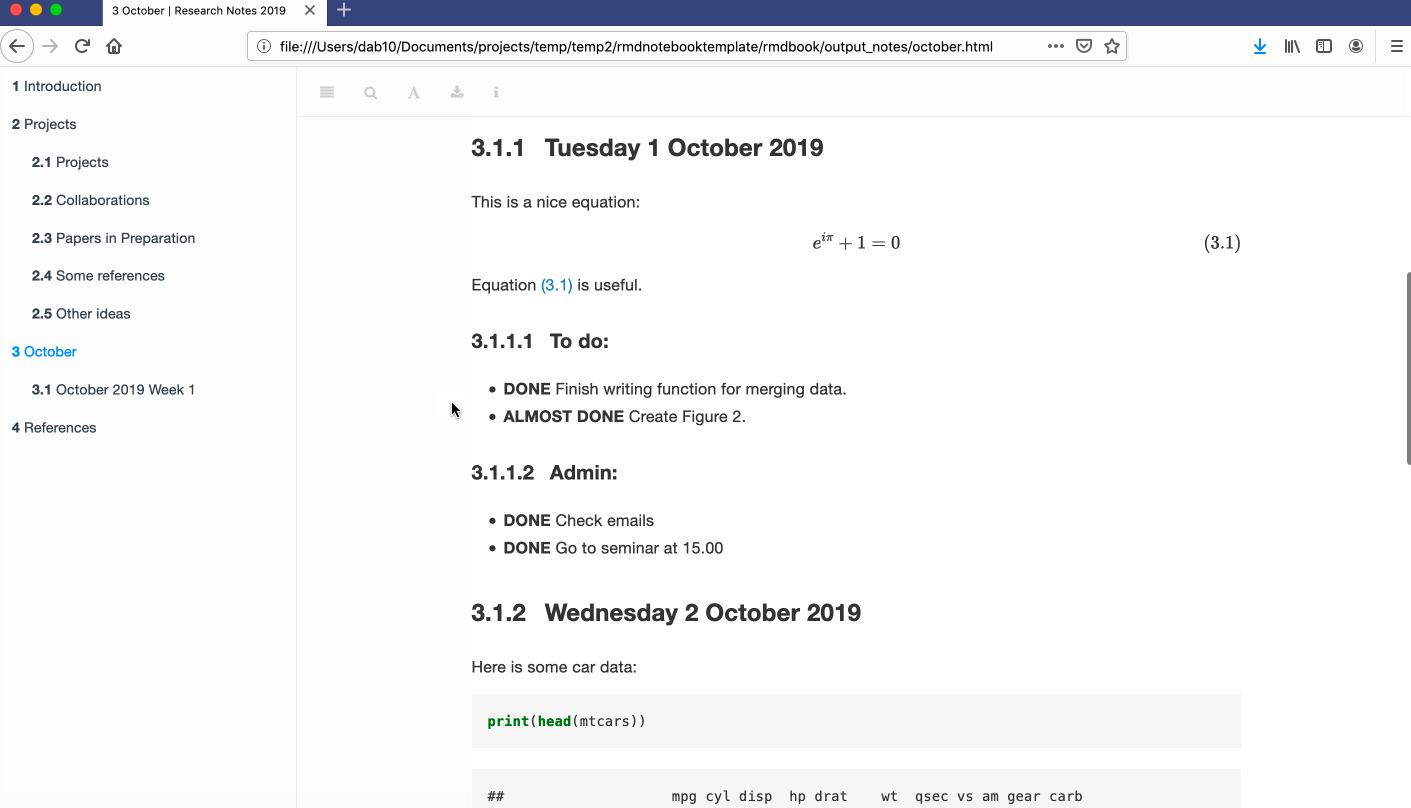 3 October | Research Notes 2019
file:///Users/dab10/Documents/projects/temp/temp2/rmdnotebooktemplate/rmdbook/output_notes/october.html
1 Introduction
2 Projects
2.1 Projects
2.2 Collaborations
2.3 Papers in Preparation
2.4 Some references
2.5 Other ideas
3 October
3.1 October 2019 Week 1
4 References
3.1.1 Tuesday 1 October 2019
This is a nice equation:
e^{iπ} + 1 = 0 (3.1)
Equation (3.1) is useful.
3.1.1.1 To do:
• DONE Finish writing function for merging data.
• ALMOST DONE Create Figure 2.
3.1.1.2 Admin:
• DONE Check emails
• DONE Go to seminar at 15.00
3.1.2 Wednesday 2 October 2019
Here is some car data:
print(head(mtcars))
## mpg cyl disp hp drat wt qsec vs am gear carb